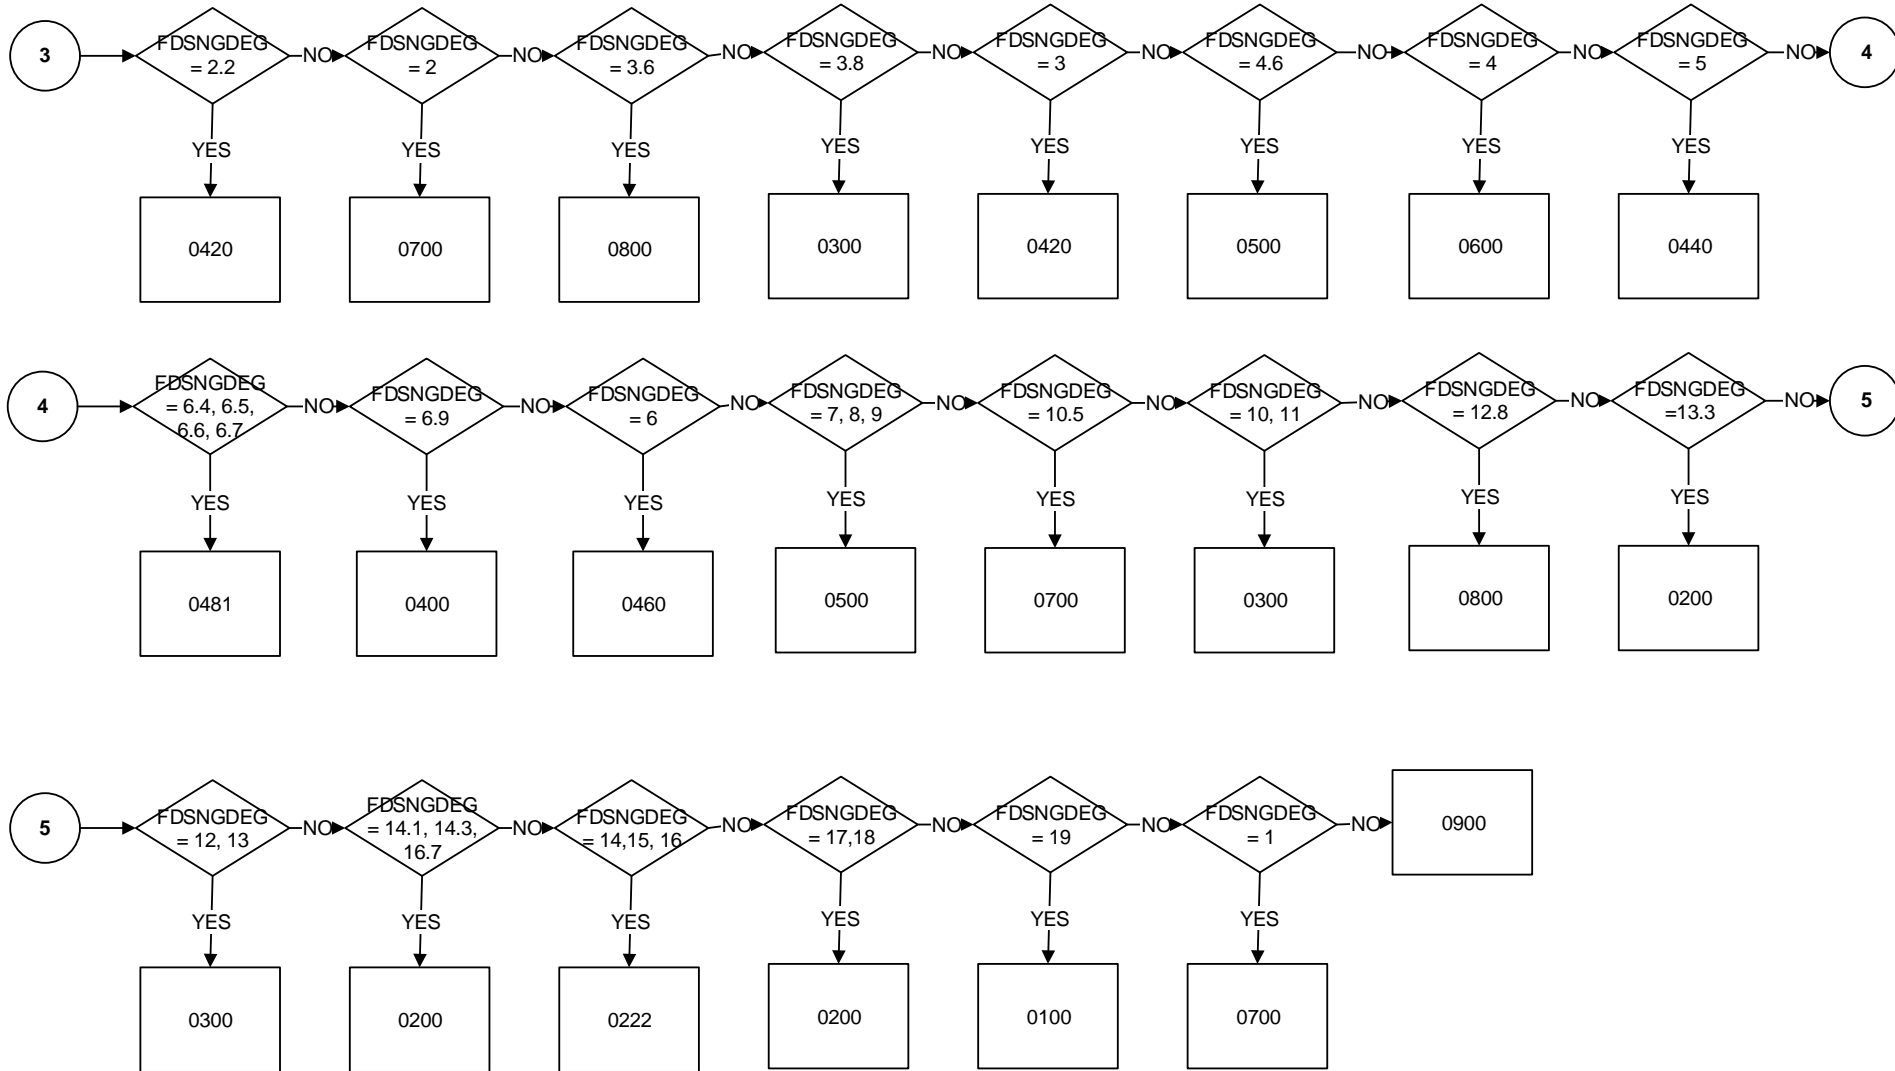 3
FDSNGDEG
= 2.2
NO
FDSNGDEG
= 2
NO
FDSNGDEG
= 3.6
NO
FDSNGDEG
= 3.8
NO
FDSNGDEG
= 3
NO
FDSNGDEG
= 4.6
NO
FDSNGDEG
= 4
NO
FDSNGDEG
= 5
NO
4
YES
YES
YES
YES
YES
YES
YES
YES
0420
0700
0800
0300
0420
0500
0600
0440
4
FDSNGDEG
= 6.4, 6.5,
6.6, 6.7
NO
FDSNGDEG
= 6.9
NO
FDSNGDEG
= 6
NO
FDSNGDEG
= 7, 8, 9
NO
FDSNGDEG
= 10.5
NO
FDSNGDEG
= 10, 11
NO
FDSNGDEG
= 12.8
NO
FDSNGDEG
=13.3
NO
5
YES
YES
YES
YES
YES
YES
YES
YES
0481
0400
0460
0500
0700
0300
0800
0200
5
FDSNGDEG
= 12, 13
NO
FDSNGDEG
= 14.1, 14.3,
16.7
NO
FDSNGDEG
= 14,15, 16
NO
FDSNGDEG
= 17,18
NO
FDSNGDEG
= 19
NO
FDSNGDEG
= 1
NO
0900
YES
YES
YES
YES
YES
YES
0300
0200
0222
0200
0100
0700